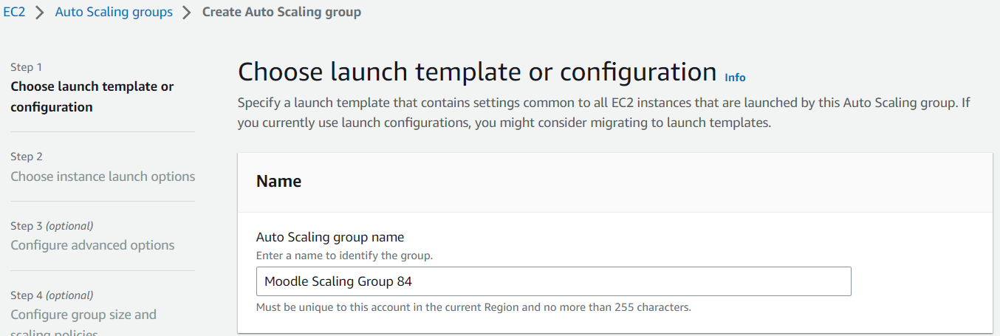 EC2 > Auto Scaling groups > Create Auto Scaling group
Step 1
Choose launch template or
configuration
Step 2
Choose instance launch options
Step 3 (optional)
Configure advanced options
Step 4 (optional)
Configure group size and
scaling policies
Choose launch template or configuration Info
Specify a launch template that contains settings common to all EC2 instances that are launched by this Auto Scaling group. If
you currently use launch configurations, you might consider migrating to launch templates.
Name
Auto Scaling group name
Enter a name to identify the group.
Moodle Scaling Group 84
Must be unique to this account in the current Region and no more than 255 characters.